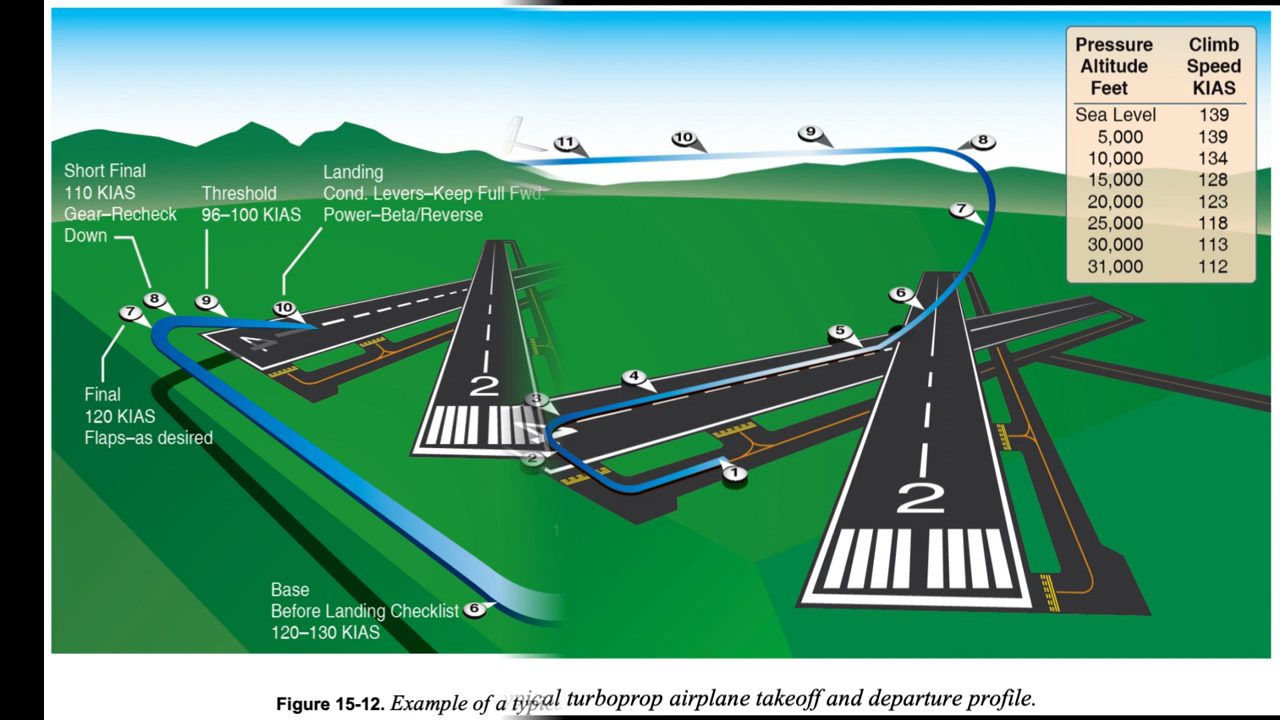 Pressure Altitude Feet Climb Speed KIAS
Sea Level 139
5,000 139
10,000 134
15,000 128
20,000 123
25,000 118
30,000 113
31,000 112
11
10
9
8
7
6
5
4
3
2
1
Short Final
110 KIAS
Gear–Recheck
Down
Threshold
96–100 KIAS
Landing
Cond. Levers–Keep Full Fwd.
Power–Beta/Reverse
7
8
9
10
4
2
2
Final
120 KIAS
Flaps–as desired
Base
Before Landing Checklist
120–130 KIAS
6
Figure 15-12. Example of a typical turboprop airplane takeoff and departure profile.